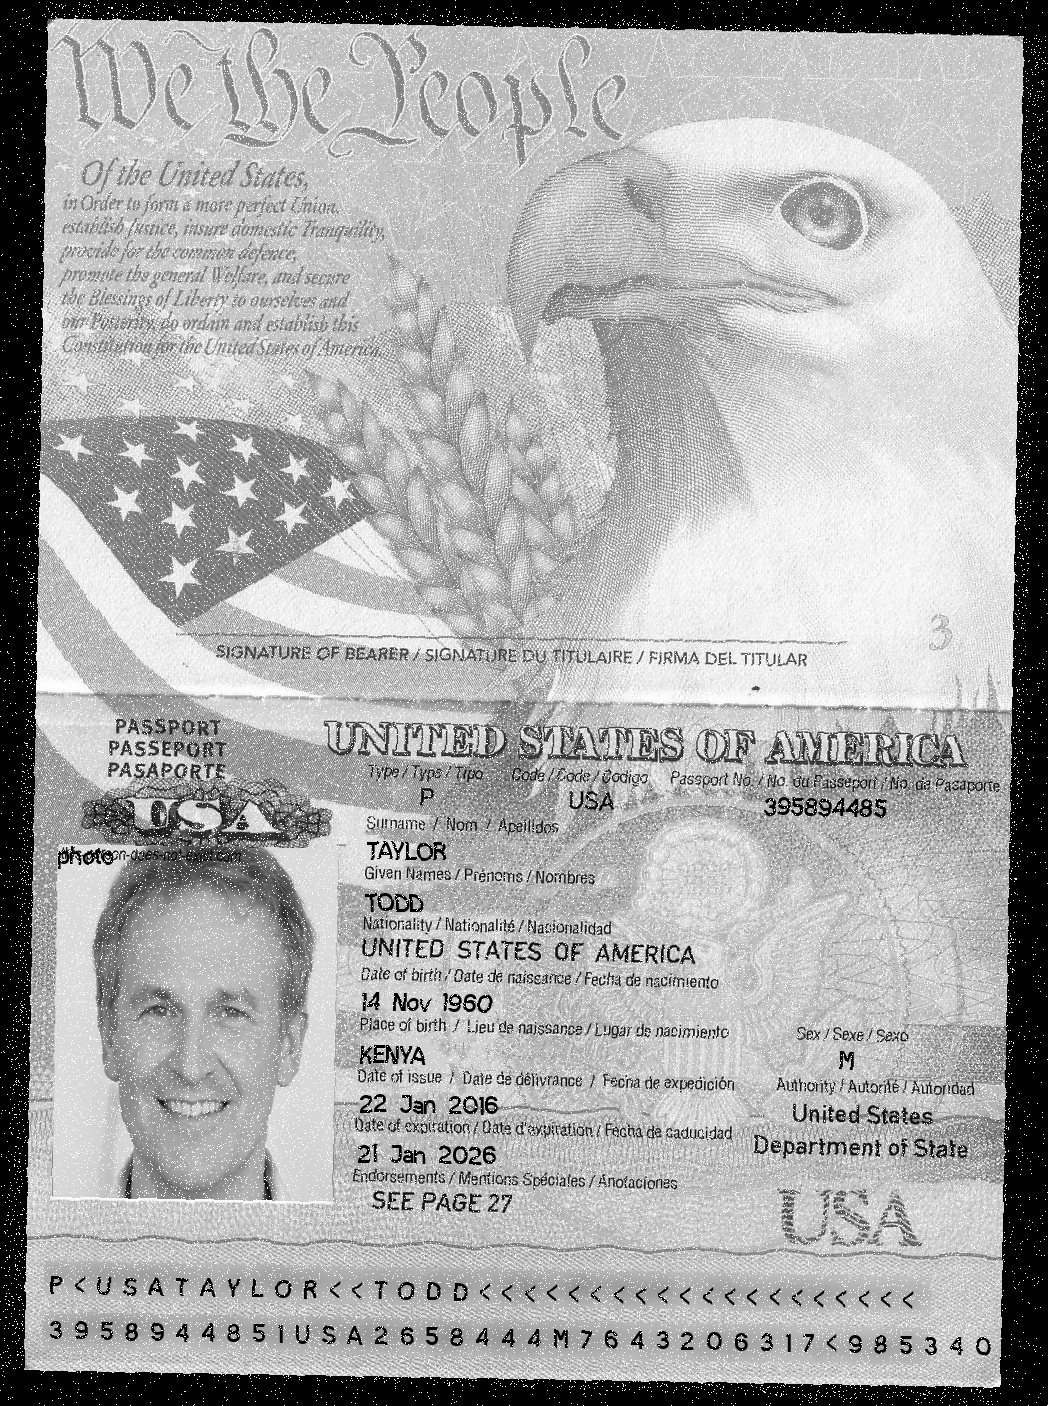 We the People
Of the United States,
in Order to form a more perfect Union,
establish Justice, insure domestic Tranquility,
provide for the common defence,
promote the general Welfare, and secure
the Blessings of Liberty to ourselves and
our Posterity, do ordain and establish this
Constitution for the United States of America.
3
SIGNATURE OF BEARER / SIGNATURE DU TITULAIRE / FIRMA DEL TITULAR
PASSPORT
PASSEPORT
PASAPORTE
USA
UNITED STATES OF AMERICA
Type / Type / Tipo Code / Code / Codigo Passport No. / No. du Passeport / No. de Pasaporte
P USA 395894485
Surname / Nom / Apellidos
TAYLOR
Given Names / Prénoms / Nombres
TODD
Nationality / Nationalité / Nacionalidad
UNITED STATES OF AMERICA
Date of birth / Date de naissance / Fecha de nacimiento
14 Nov 1960
Place of birth / Lieu de naissance / Lugar de nacimiento
KENYA
Sex / Sexe / Sexo
M
Date of issue / Date de délivrance / Fecha de expedición
22 Jan 2016
Authority / Autorité / Autoridad
United States
Department of State
Date of expiration / Date d'expiration / Fecha de caducidad
21 Jan 2026
Endorsements / Mentions Spéciales / Anotaciones
SEE PAGE 27
USA
photo
P<USATAYLOR<<TODD<<<<<<<<<<<<<<<<<<<<
3958944851USA2658444M7643206317<985340